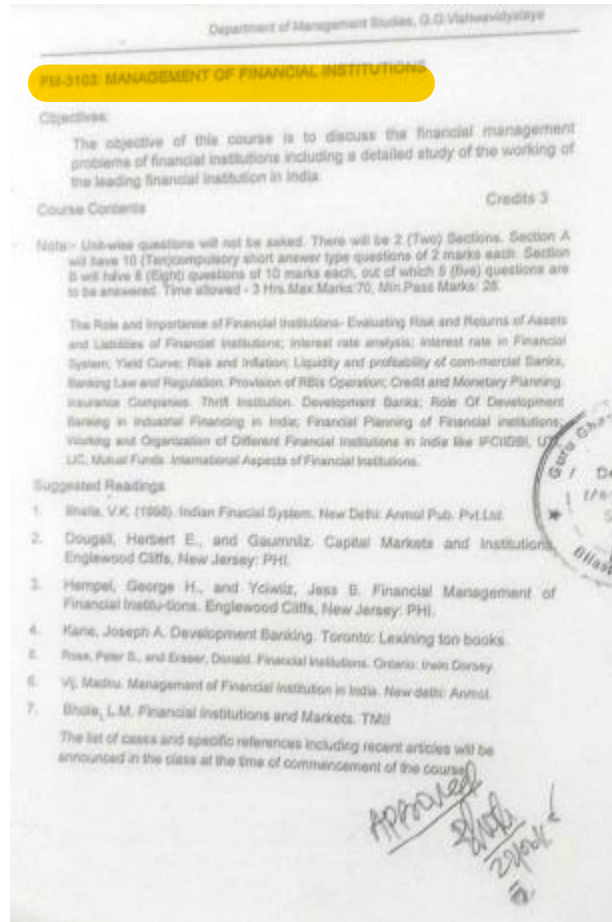 Department of Management Studies, G.G.Vishwavidyalaya
FM-3103: MANAGEMENT OF FINANCIAL INSTITUTIONS
Objectives:
The objective of this course is to discuss the financial management
problems of financial institutions including a detailed study of the working of
the leading financial institution in India.
Course Contents
Credits 3
Note:- Unit-wise questions will not be asked. There will be 2 (Two) Sections. Section A
will have 10 (Ten)compulsory short answer type questions of 2 marks each. Section
B will have 8 (Eight) questions of 10 marks each, out of which 5 (five) questions are
to be answered. Time allowed - 3 Hrs.Max.Marks:70, Min.Pass Marks: 28.
The Role and Importance of Financial Institutions- Evaluating Risk and Returns of Assets
and Liabilities of Financial Institutions; Interest rate analysis; Interest rate in Financial
System; Yield Curve; Risk and Inflation; Liquidity and profitability of com-mercial Banks,
Banking Law and Regulation. Provision of RBIs Operation; Credit and Monetary Planning.
Insurance Companies. Thrift Institution. Development Banks; Role Of Development
Banking in Industrial Financing in India; Financial Planning of Financial institutions;
Working and Organization of Different Financial Institutions in India like IFCI,IDBI, UT
LIC, Mutual Funds. International Aspects of Financial Institutions.
Suggested Readings
1. Bhalla, V.K. (1998). Indian Finacial System. New Delhi: Anmol Pub. Pvt.Ltd.
2. Dougall, Herbert E., and Gaumnilz. Capital Markets and Institutions
Englewood Cliffs, New Jersey: PHI.
3. Hempel, George H., and Yciwliz, Jess B. Financial Management of
Financial Institu-tions. Englewood Cliffs, New Jersey: PHI.
4. Kane, Joseph A. Development Banking. Toronto: Lexining ton books.
5. Rose, Peter S., and Eraser, Donald. Financial Institutions. Ontario: Irwin Dorsey.
6. Vij, Madhu. Management of Financial Institution in India. New delhi: Anmol.
7. Bhole, L.M. Financial Institutions and Markets. TMII
The list of cases and specific references including recent articles will be
announced in the class at the time of commencement of the course.
Guru Gha
De
Bilas
Approved